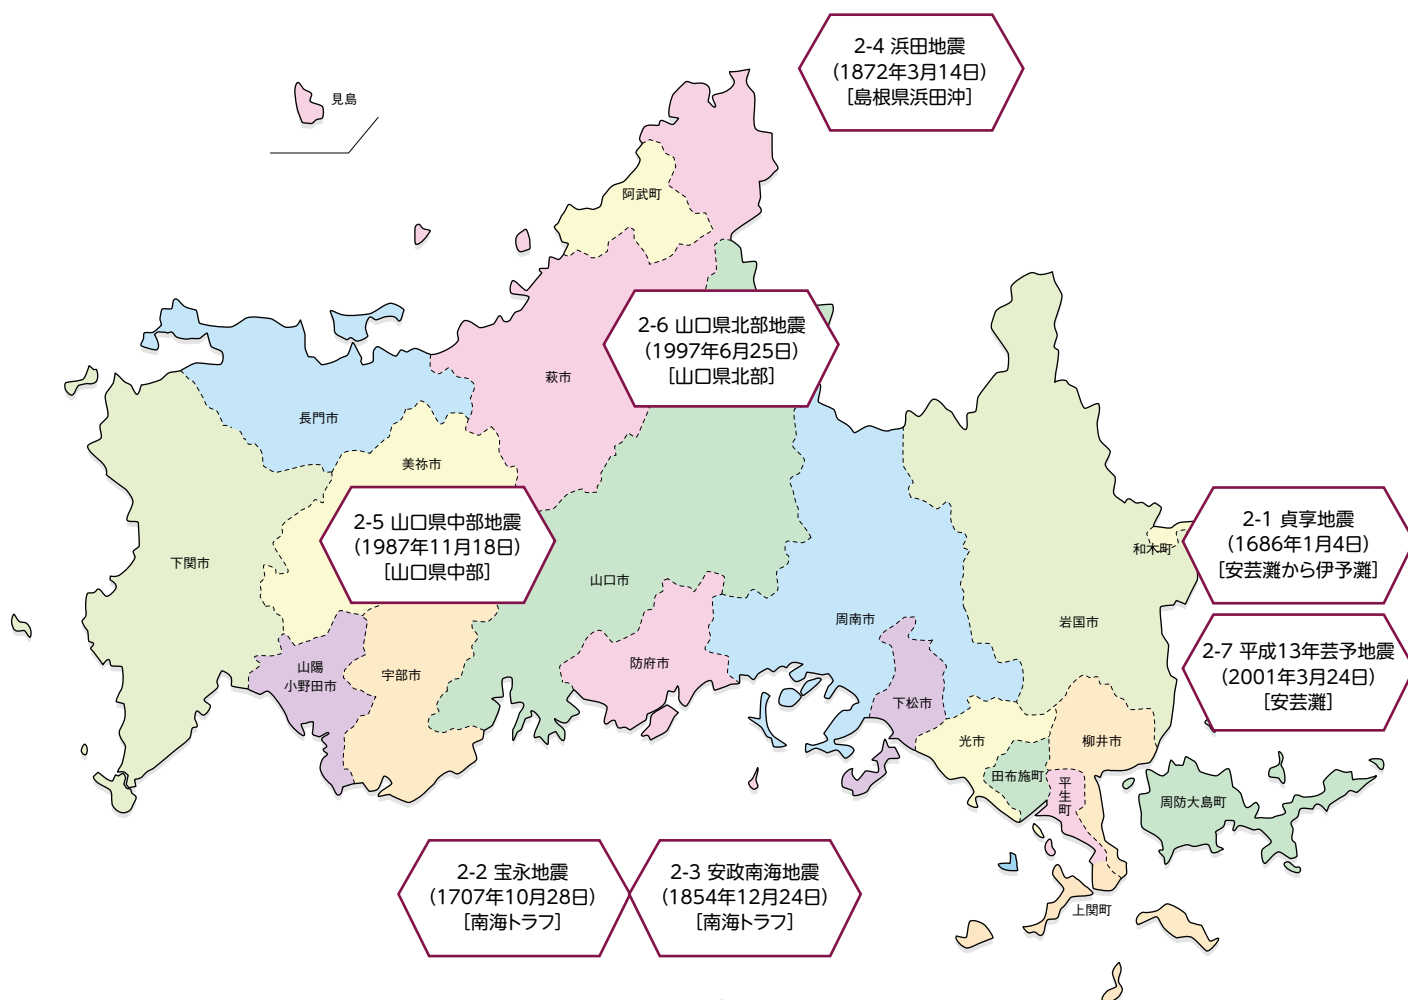 2-4 浜田地震
(1872年3月14日)
[島根県浜田沖]
見島
阿武町
2-6 山口県北部地震
(1997年6月25日)
[山口県北部]
萩市
長門市
美祢市
2-5 山口県中部地震
(1987年11月18日)
[山口県中部]
2-1 貞享地震
(1686年1月4日)
[安芸灘から伊予灘]
和木町
下関市
山口市
周南市
岩国市
2-7 平成13年芸予地震
(2001年3月24日)
[安芸灘]
山陽
小野田市
宇部市
防府市
下松市
光市
柳井市
田布施町
平生町
周防大島町
2-2 宝永地震
(1707年10月28日)
[南海トラフ]
2-3 安政南海地震
(1854年12月24日)
[南海トラフ]
上関町